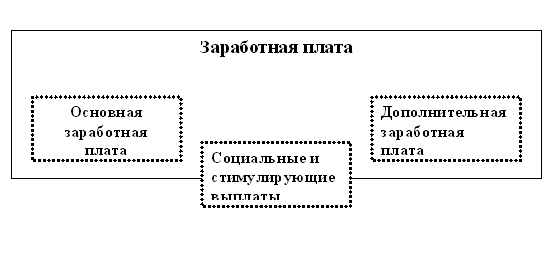 Заработная плата
Основная
заработная
плата
Социальные и
стимулирующие
выплаты
Дополнительная
заработная
плата